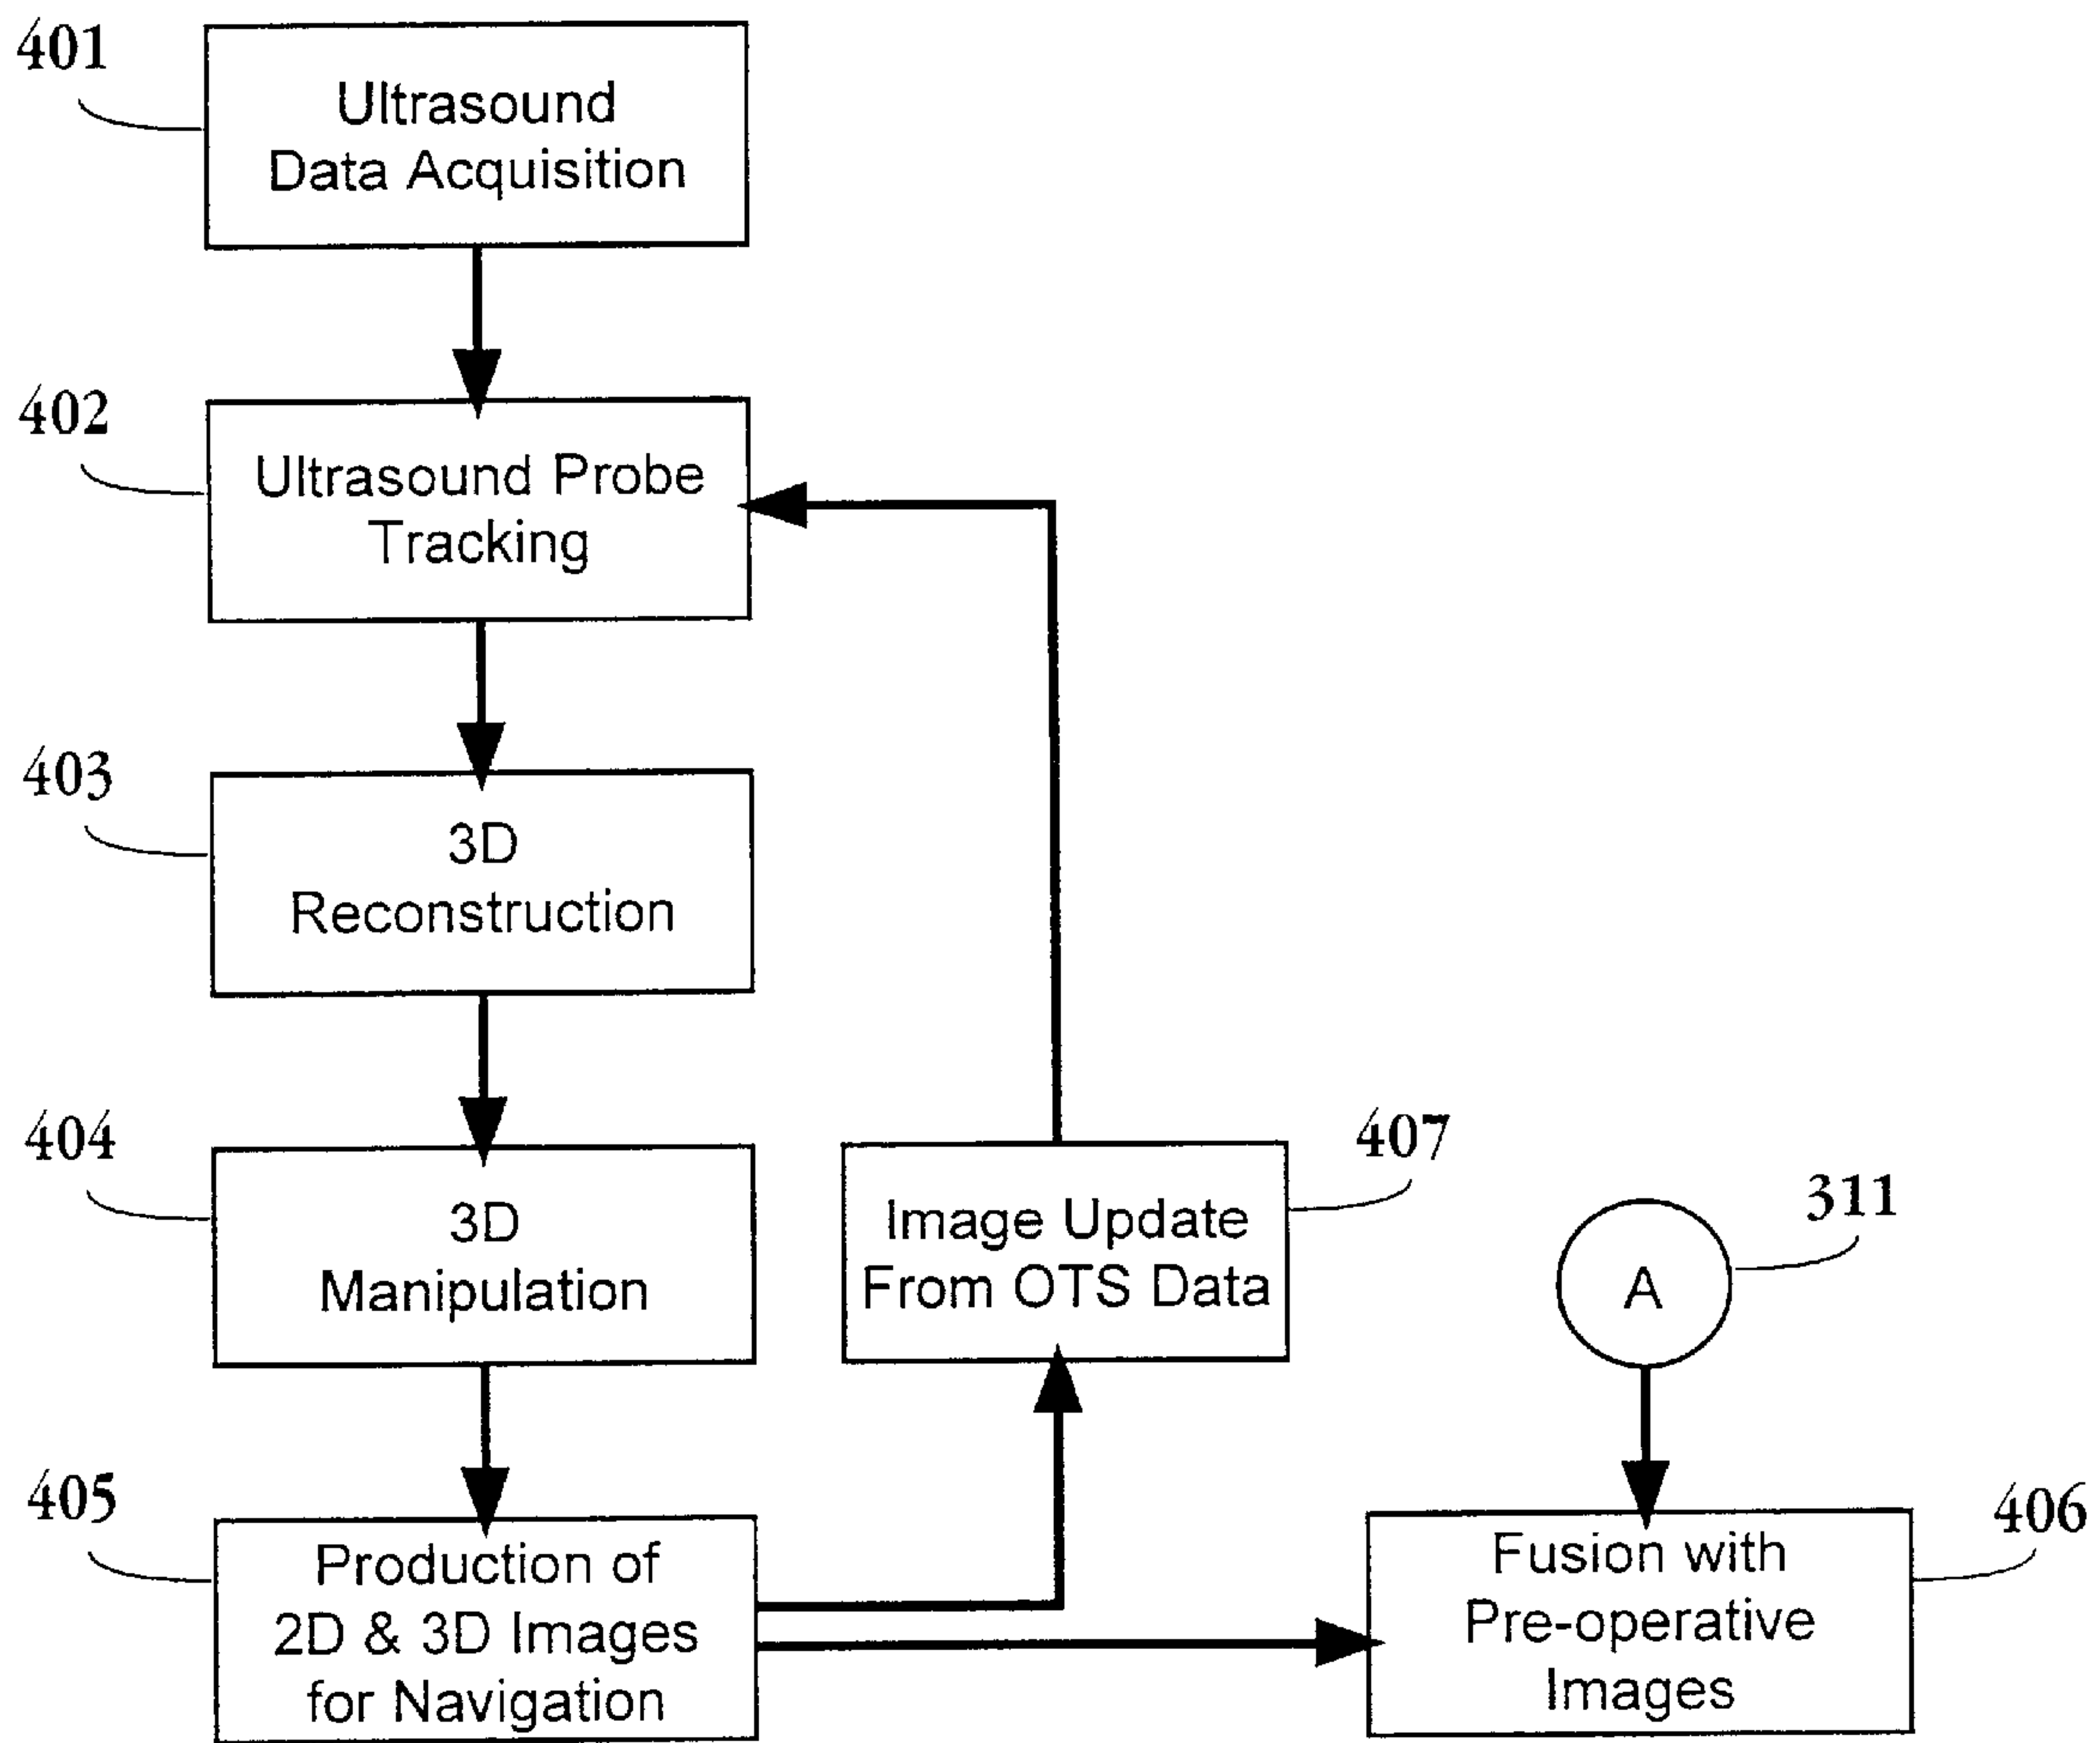 401
Ultrasound
Data Acquisition
402
Ultrasound Probe
Tracking
403
3D
Reconstruction
404
3D
Manipulation
407
Image Update
From OTS Data
311
A
405
Production of
2D & 3D Images
for Navigation
406
Fusion with
Pre-operative
Images